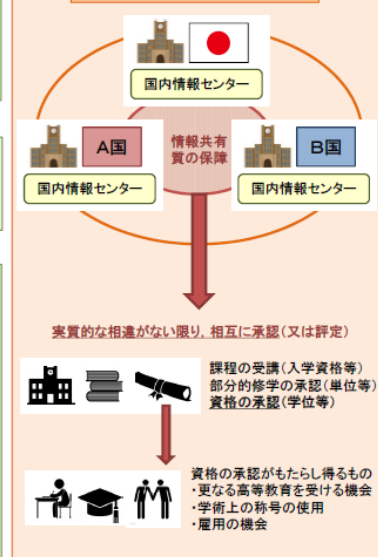 国内情報センター
A国
情報共有
質の保障
B国
国内情報センター
国内情報センター
実質的な相違がない限り，相互に承認(又は評定)
課程の受講(入学資格等)
部分的修学の承認(単位等)
資格の承認(学位等)
資格の承認がもたらし得るもの
・更なる高等教育を受ける機会
・学術上の称号の使用
・雇用の機会